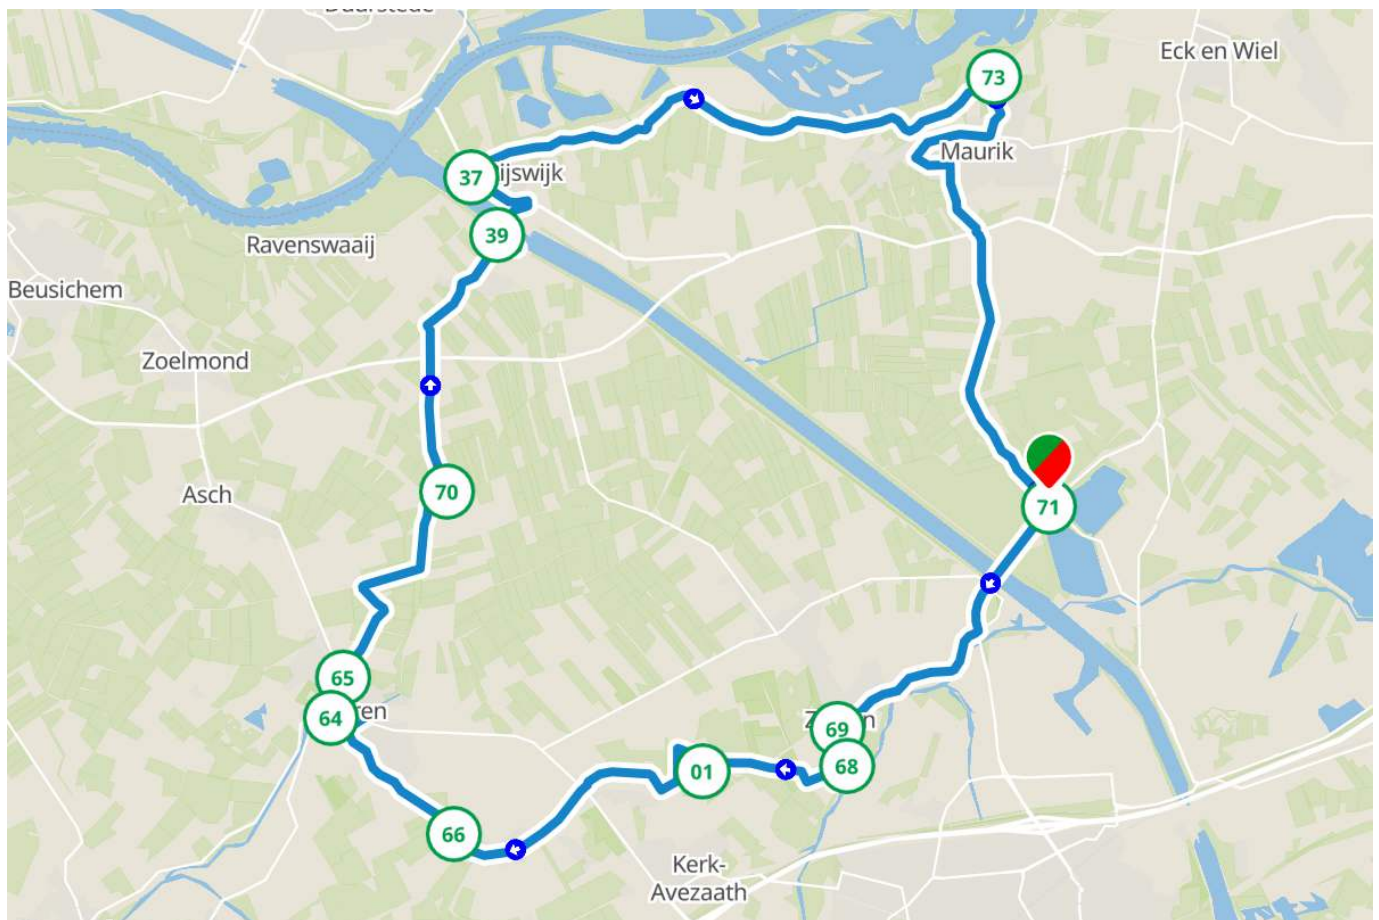 73
Eck en Wiel
Maurik
37
ijswijk
39
Ravenswaaij
Beusichem
Zoelmond
70
Asch
71
65
64
ren
69
68
01
66
Kerk-
Avezaath